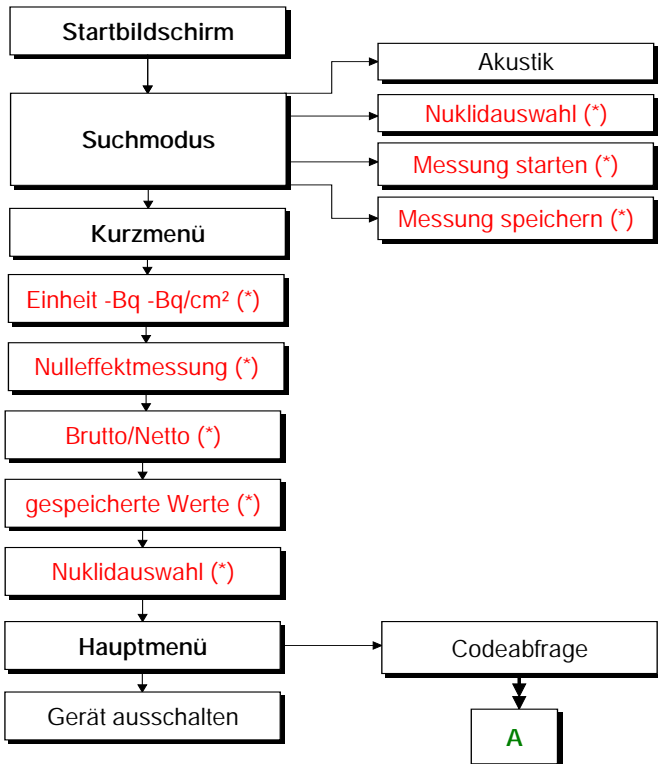 Startbildschirm
Akustik
Suchmodus
Nuklidauswahl (*)
Messung starten (*)
Messung speichern (*)
Kurzmenü
Einheit -Bq -Bq/cm² (*)
Nulleffektmessung (*)
Brutto/Netto (*)
gespeicherte Werte (*)
Nuklidauswahl (*)
Hauptmenü
Codeabfrage
Gerät ausschalten
A